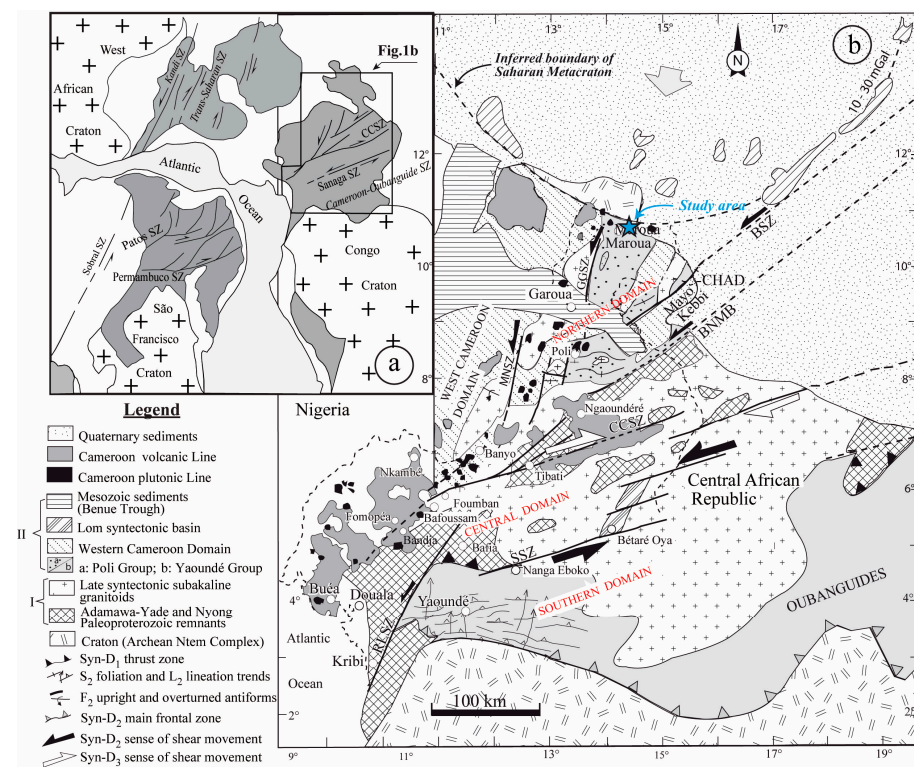 West
African
Craton
Kandi SZ
Trans-Saharan SZ
Fig.1b
CCSZ
Sanaga SZ
Cameroon-Oubanguide SZ
Atlantic
Ocean
Sobral SZ
Patos SZ
Permambuco SZ
São
Francisco
Craton
Congo
Craton
a
11°
13°
15°
17°
19°
b
N
Inferred boundary of
Saharan Metacraton
10 - 30 mGal
12°
10°
8°
Study area
Maroua
Maroua
BSZ
GGSZ
CHAD
Mayo
Kebbi
BNMB
Garoua
NORTHERN DOMAIN
WEST CAMEROON
DOMAIN
MNSZ
Poli
Ngaoundéré
CCSZ
Nigeria
Banyo
Tibati
Nkambé
Foumban
Fomopéa
Bafoussam
Bandja
CENTRAL DOMAIN
Bafia
SSZ
Central African
Republic
Bétaré Oya
Nanga Eboko
Buéa
Douala
Yaoundé
SOUTHERN DOMAIN
OUBANGUIDES
4°
4°
Atlantic
Ocean
Kribi
100 km
2°
9°
11°
13°
15°
17°
Legend
Quaternary sediments
Cameroon volcanic Line
Cameroon plutonic Line
Mesozoic sediments
(Benue Trough)
Lom syntectonic basin
II
Western Cameroon Domain
a b a: Poli Group; b: Yaoundé Group
Late syntectonic subakaline
granitoids
I
Adamawa-Yade and Nyong
Paleoproterozoic remnants
Craton (Archean Ntem Complex)
Syn-D1 thrust zone
S2 foliation and L2 lineation trends
F2 upright and overturned antiforms
Syn-D2 main frontal zone
Syn-D2 sense of shear movement
Syn-D3 sense of shear movement